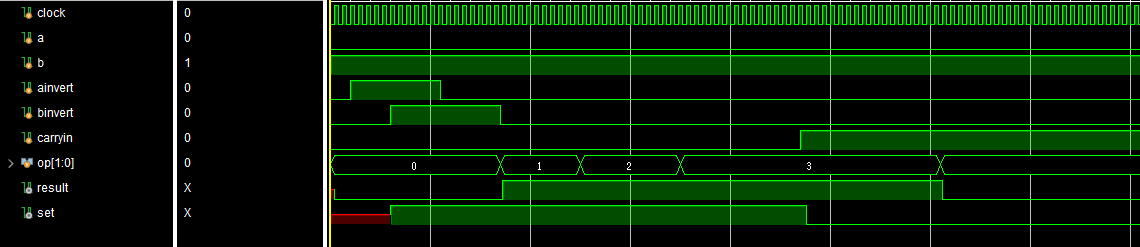 clock 0
a 0
b 1
ainvert 0
binvert 0
carryin 0
op[1:0] 0 0 1 2 3
result X
set X